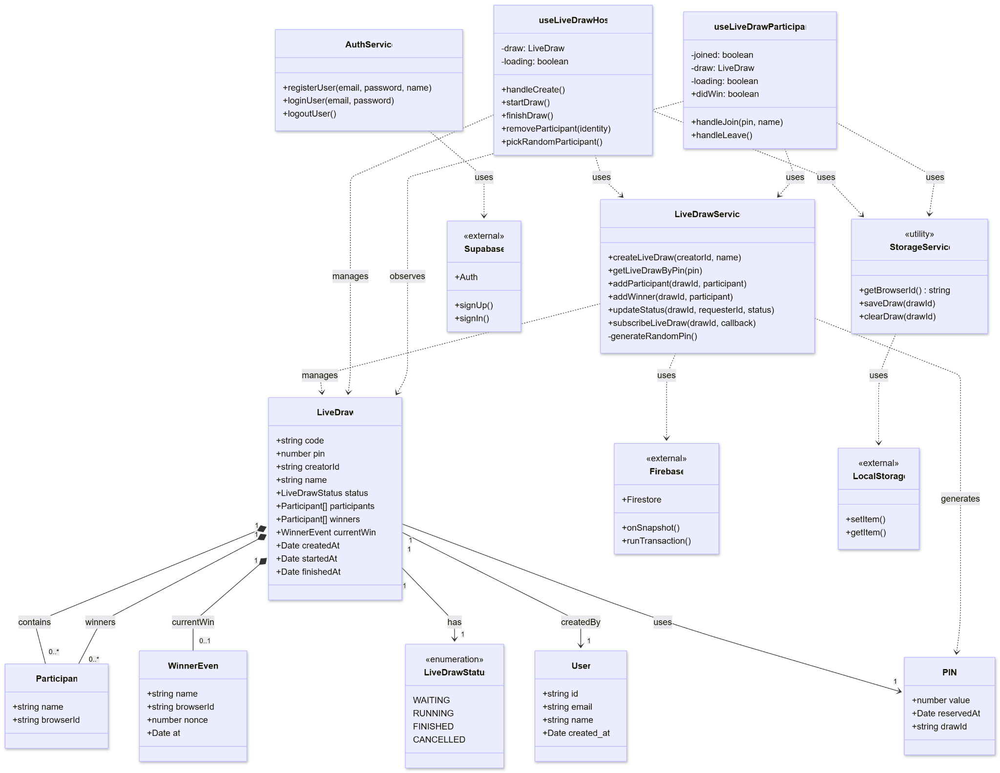 AuthServic
+registerUser(email, password, name)
+loginUser(email, password)
+logoutUser()
useLiveDrawHos
-draw: LiveDraw
-loading: boolean
+handleCreate()
+startDraw()
+finishDraw()
+removeParticipant(identity)
+pickRandomParticipant()
useLiveDrawParticipa
-joined: boolean
-draw: LiveDraw
-loading: boolean
+didWin: boolean
+handleJoin(pin, name)
+handleLeave()
uses
uses
uses
uses
uses
manages
observes
«external»
Supabase
+Auth
+signUp()
+signIn()
LiveDrawServic
+createLiveDraw(creatorId, name)
+getLiveDrawByPin(pin)
+addParticipant(drawId, participant)
+addWinner(drawId, participant)
+updateStatus(drawId, requesterId, status)
+subscribeLiveDraw(drawId, callback)
-generateRandomPin()
«utility»
StorageService
+getBrowserId() : string
+saveDraw(drawId)
+clearDraw(drawId)
manages
uses
uses
generates
LiveDraw
+string code
+number pin
+string creatorId
+string name
+LiveDrawStatus status
+Participant[] participants
+Participant[] winners
+WinnerEvent currentWin
+Date createdAt
+Date startedAt
+Date finishedAt
«external»
Firebase
+Firestore
+onSnapshot()
+runTransaction()
«external»
LocalStorage
+setItem()
+getItem()
1
1
1
1
1
1
contains
winners
currentWin
has
createdBy
uses
0..*
0..*
0..1
1
1
1
Participan
+string name
+string browserId
WinnerEven
+string name
+string browserId
+number nonce
+Date at
«enumeration»
LiveDrawStatu
WAITING
RUNNING
FINISHED
CANCELLED
User
+string id
+string email
+string name
+Date created_at
PIN
+number value
+Date reservedAt
+string drawId